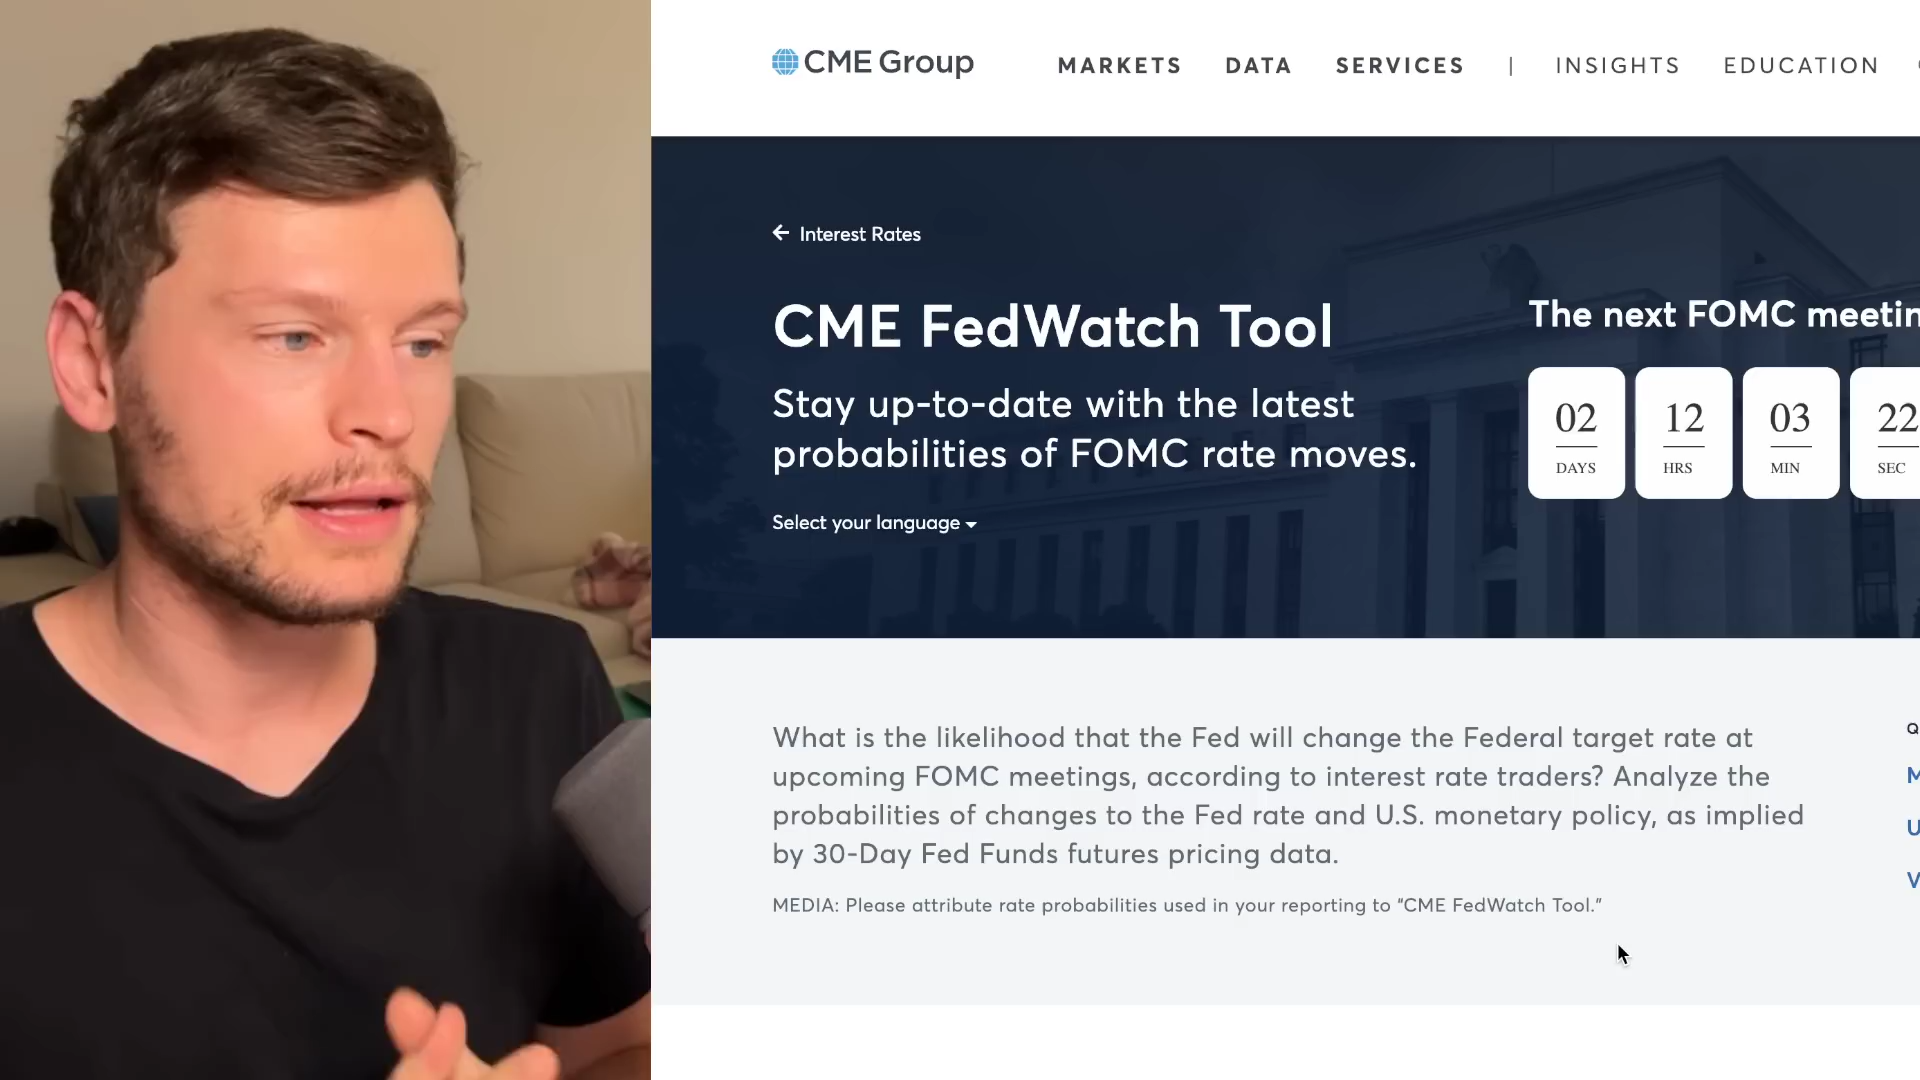 CME Group
MARKETS DATA SERVICES | INSIGHTS EDUCATION
Interest Rates
CME FedWatch Tool
Stay up-to-date with the latest
probabilities of FOMC rate moves.
Select your language
The next FOMC meetin
02 12 03 22
DAYS HRS MIN SEC
What is the likelihood that the Fed will change the Federal target rate at
upcoming FOMC meetings, according to interest rate traders? Analyze the
probabilities of changes to the Fed rate and U.S. monetary policy, as implied
by 30-Day Fed Funds futures pricing data.
MEDIA: Please attribute rate probabilities used in your reporting to "CME FedWatch Tool."